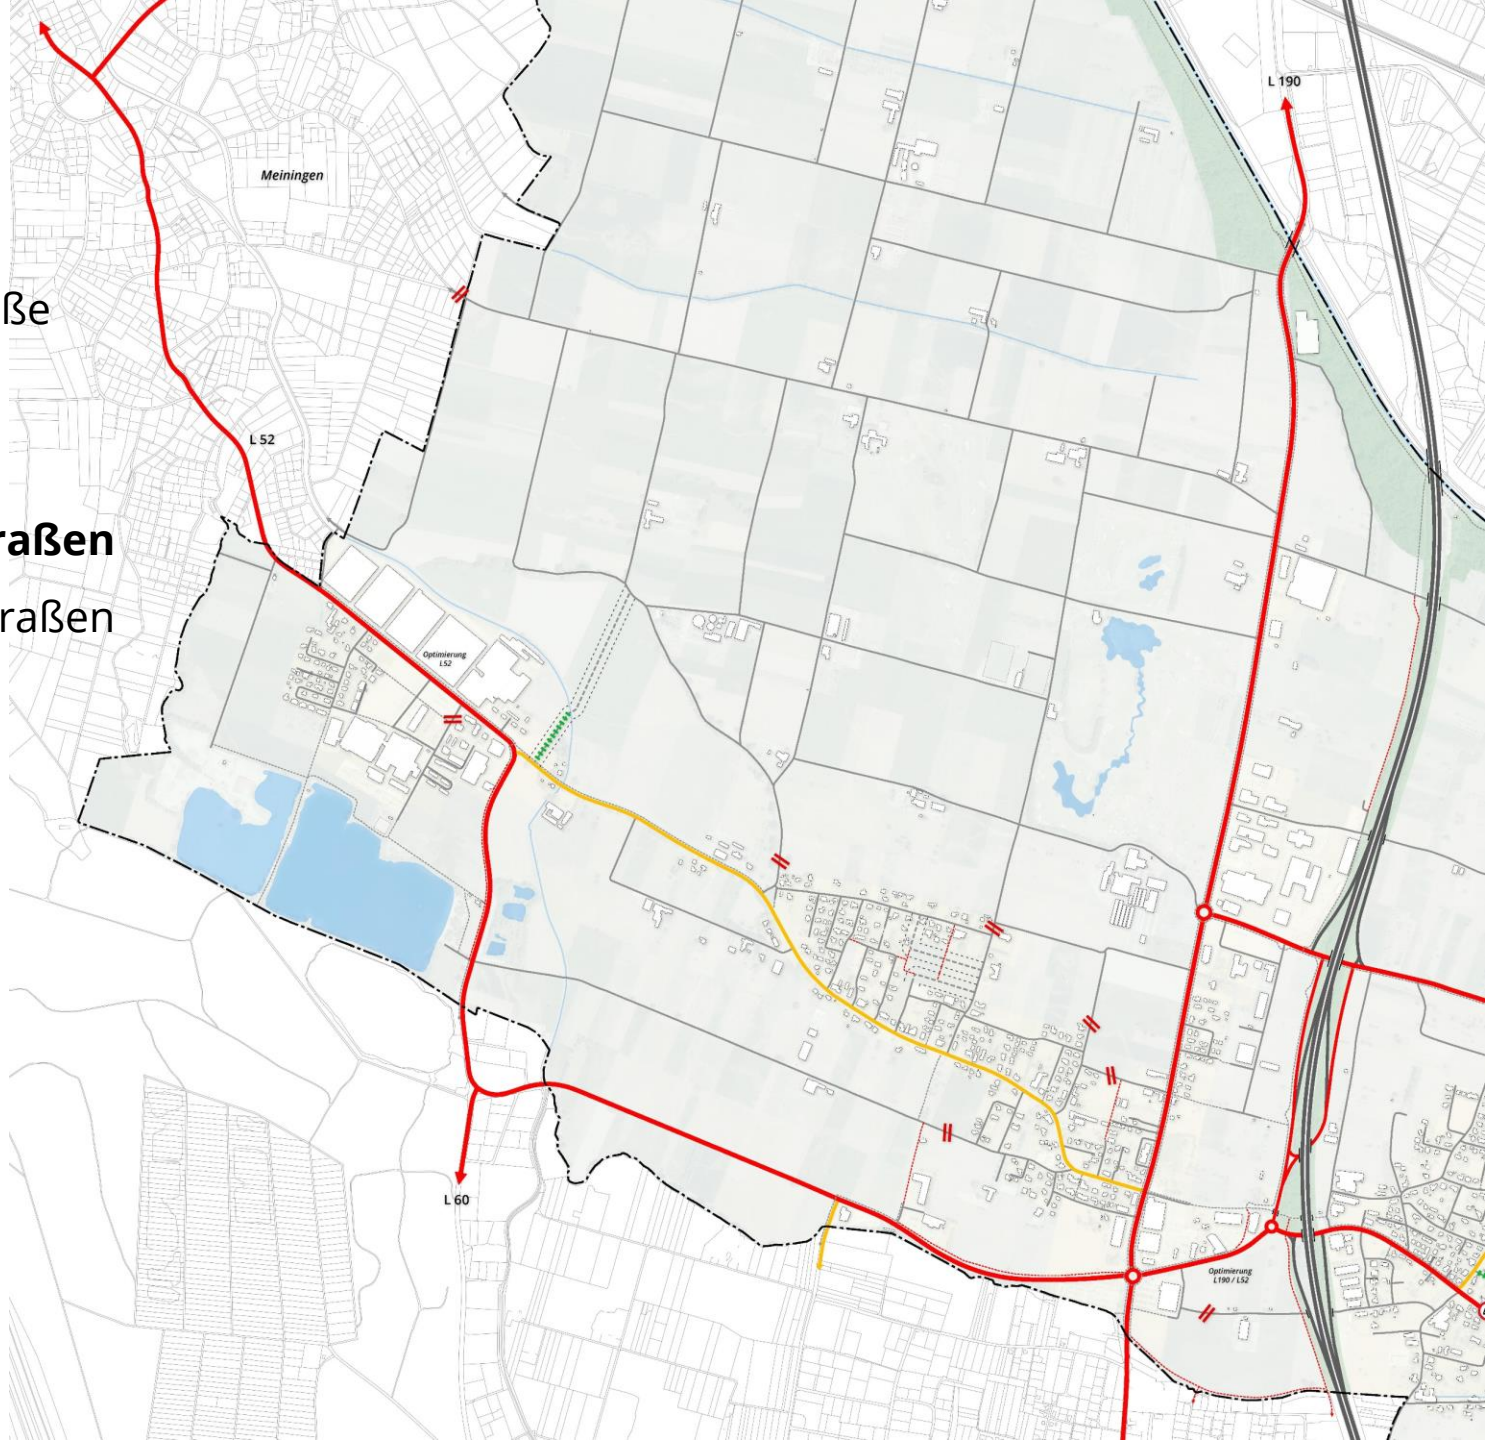 L 190
Meiningen
ße
L 52
raßen
raßen
Optimierung
L52
L 60
Optimierung
L190 / L52